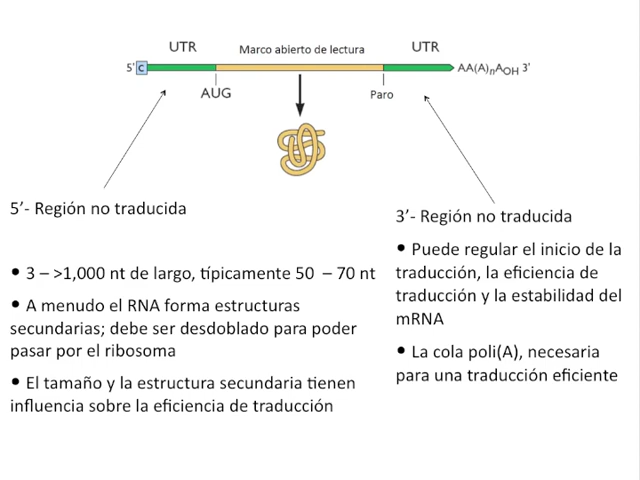 UTR
Marco abierto de lectura
UTR
5' C
AA(A)nAOH 3'
AUG
Paro
5’- Región no traducida
• 3 – >1,000 nt de largo, típicamente 50 – 70 nt
• A menudo el RNA forma estructuras
secundarias; debe ser desdoblado para poder
pasar por el ribosoma
• El tamaño y la estructura secundaria tienen
influencia sobre la eficiencia de traducción
3’- Región no traducida
• Puede regular el inicio de la
traducción, la eficiencia de
traducción y la estabilidad del
mRNA
• La cola poli(A), necesaria
para una traducción eficiente